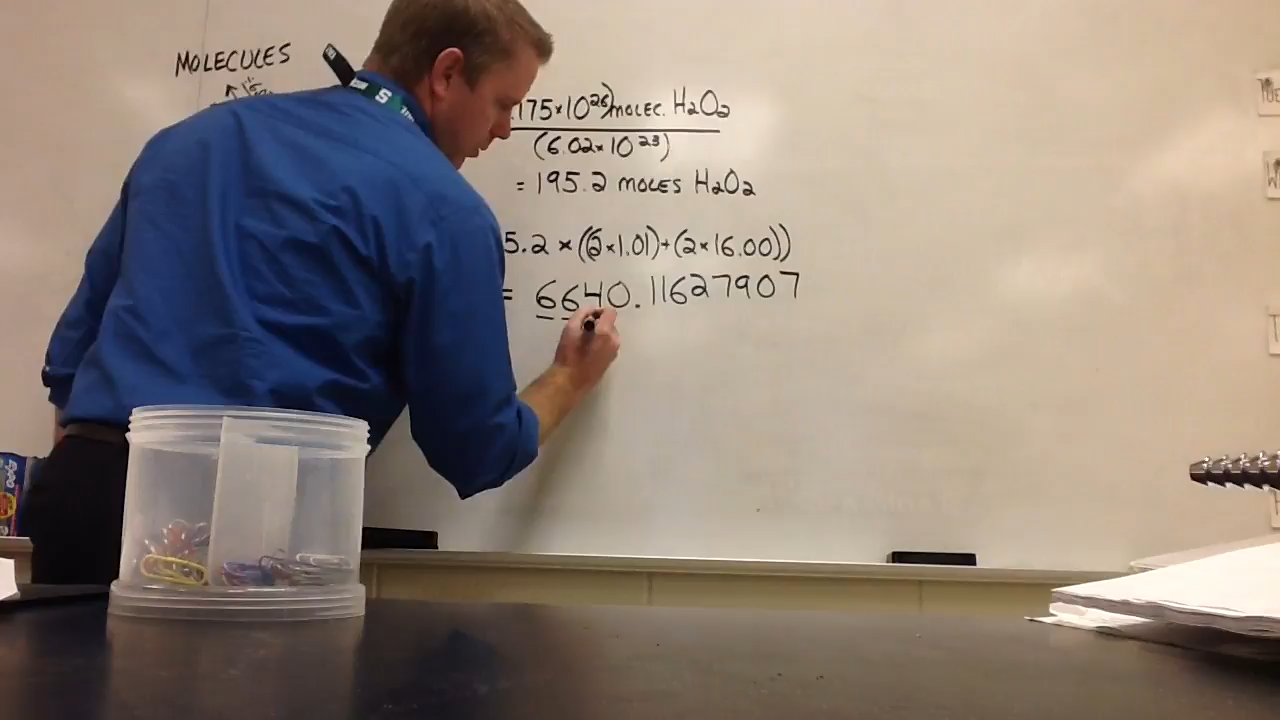 MOLECULES
.175×10²⁶) MOLEC. H₂O₂
(6.02×10²³)
= 195.2 MOLES H₂O₂
5.2 × ((2×1.01)+(2×16.00))
= 6640.11627907
TUE
W
T
S